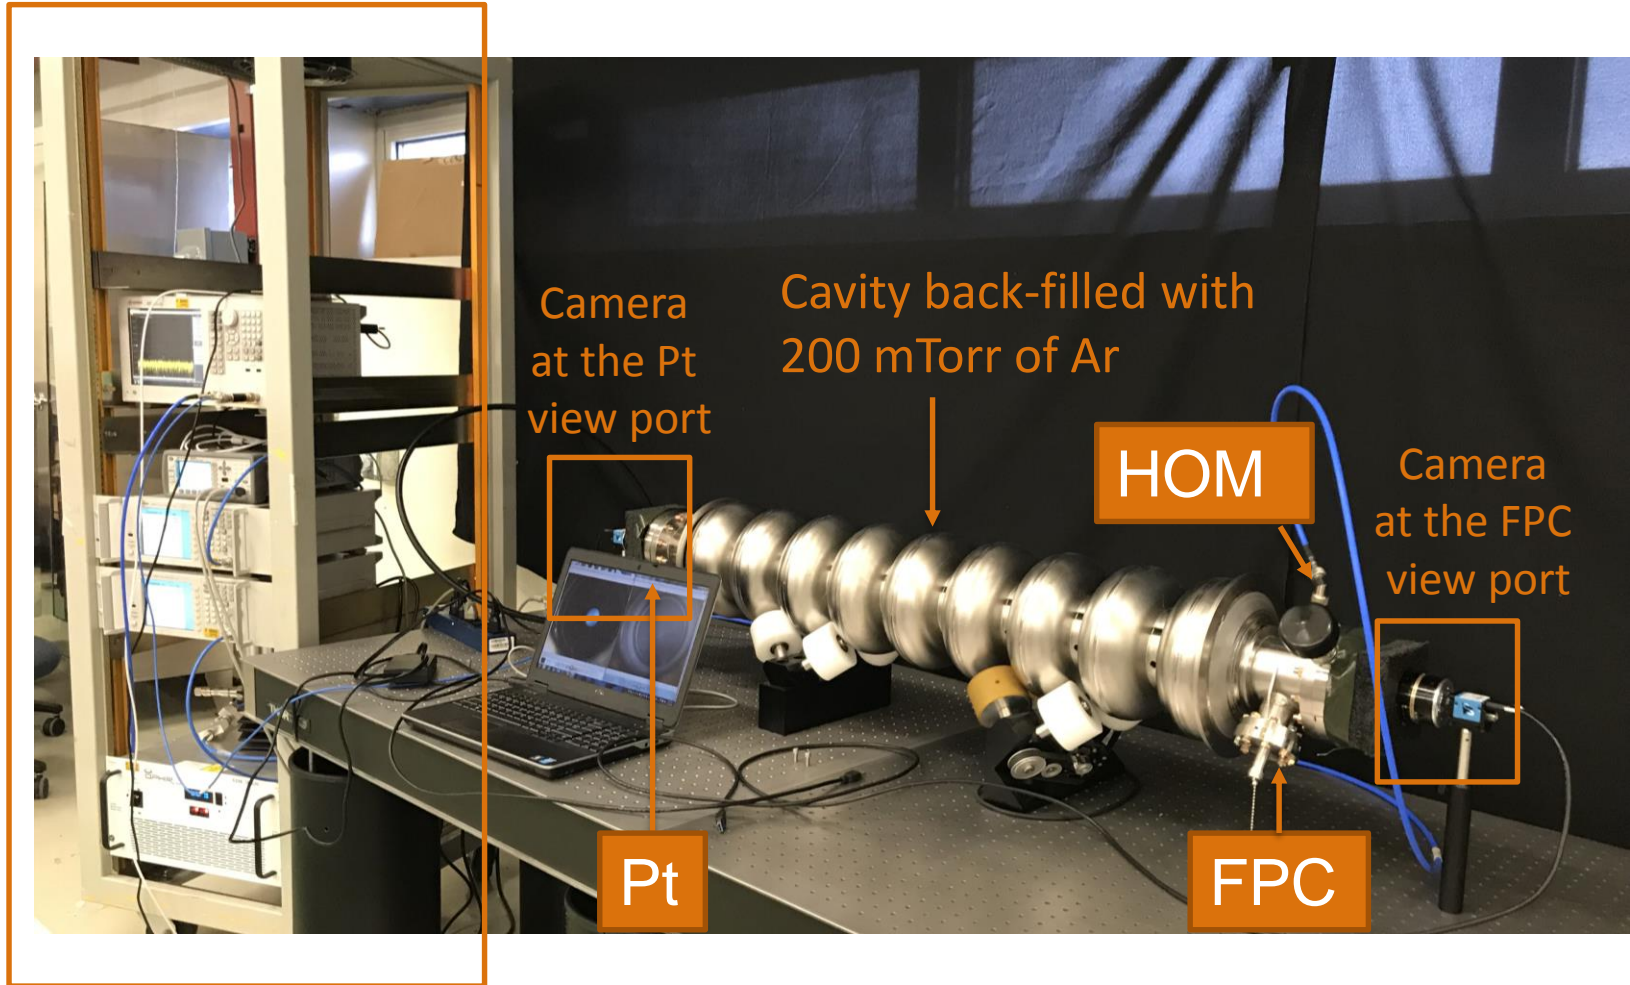 Camera
at the Pt
view port
Cavity back-filled with
200 mTorr of Ar
HOM
Camera
at the FPC
view port
Pt
FPC